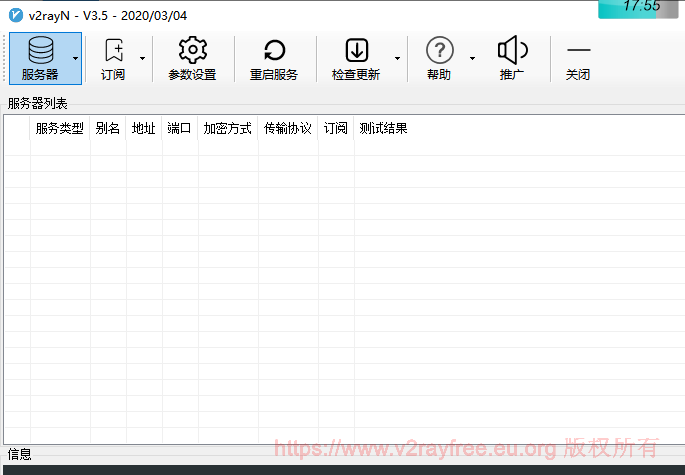 v2rayN - V3.5 - 2020/03/04
17:55
服务器 订阅 参数设置 重启服务 检查更新 帮助 推广 关闭
服务器列表
服务类型 别名 地址 端口 加密方式 传输协议 订阅 测试结果
https://www.v2rayfree.eu.org 版权所有
信息